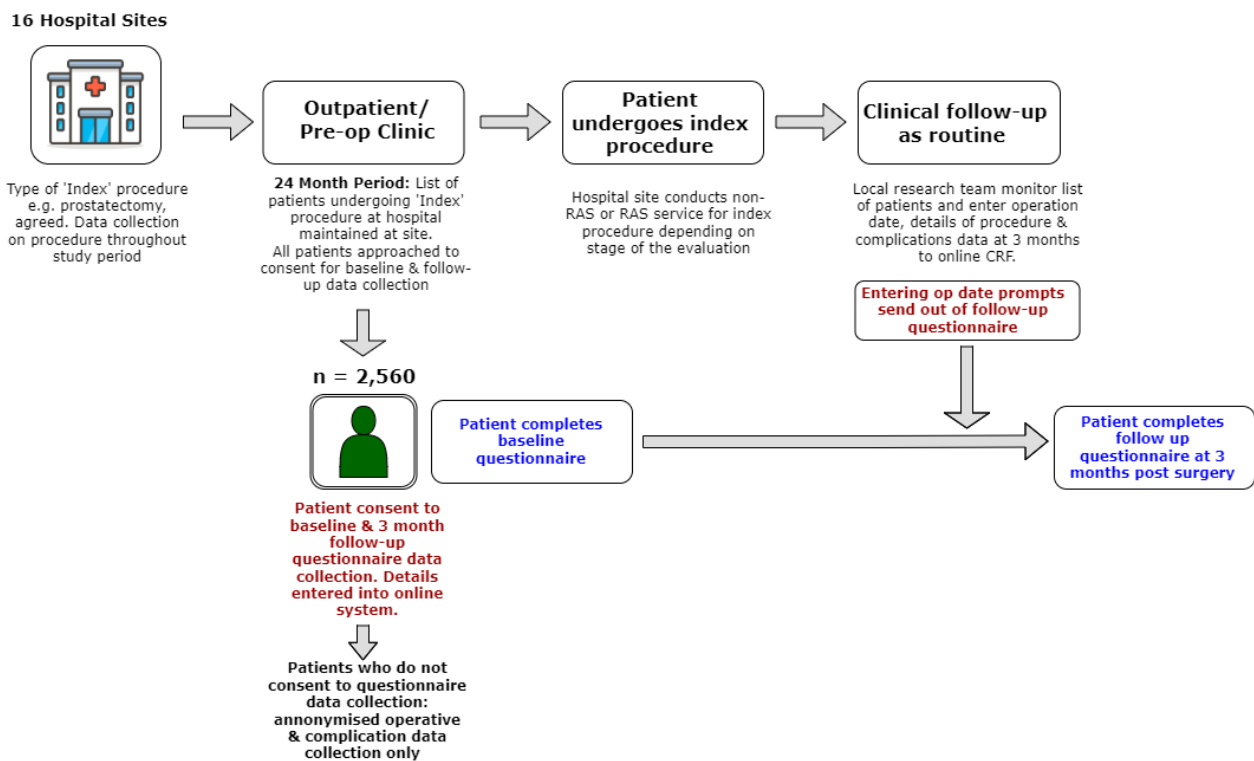 16 Hospital Sites
Type of 'Index' procedure
e.g. prostatectomy,
agreed. Data collection
on procedure throughout
study period
Outpatient/
Pre-op Clinic
24 Month Period: List of
patients undergoing 'Index'
procedure at hospital
maintained at site.
All patients approached to
consent for baseline & follow-
up data collection
Patient
undergoes index
procedure
Hospital site conducts non-
RAS or RAS service for index
procedure depending on
stage of the evaluation
Clinical follow-up
as routine
Local research team monitor list
of patients and enter operation
date, details of procedure &
complications data at 3 months
to online CRF.
Entering op date prompts
send out of follow-up
questionnaire
n = 2,560
Patient completes
baseline
questionnaire
Patient completes
follow up
questionnaire at 3
months post surgery
Patient consent to
baseline & 3 month
follow-up
questionnaire data
collection. Details
entered into online
system.
Patients who do not
consent to questionnaire
data collection:
annonymised operative
& complication data
collection only